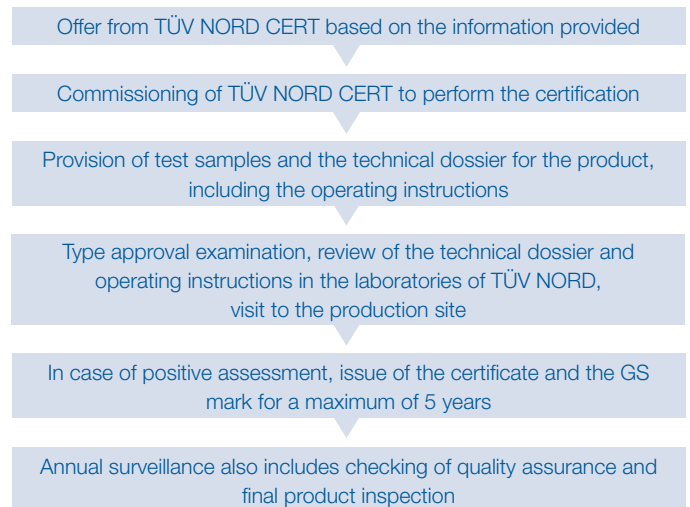 Offer from TÜV NORD CERT based on the information provided
Commissioning of TÜV NORD CERT to perform the certification
Provision of test samples and the technical dossier for the product,
including the operating instructions
Type approval examination, review of the technical dossier and
operating instructions in the laboratories of TÜV NORD,
visit to the production site
In case of positive assessment, issue of the certificate and the GS
mark for a maximum of 5 years
Annual surveillance also includes checking of quality assurance and
final product inspection